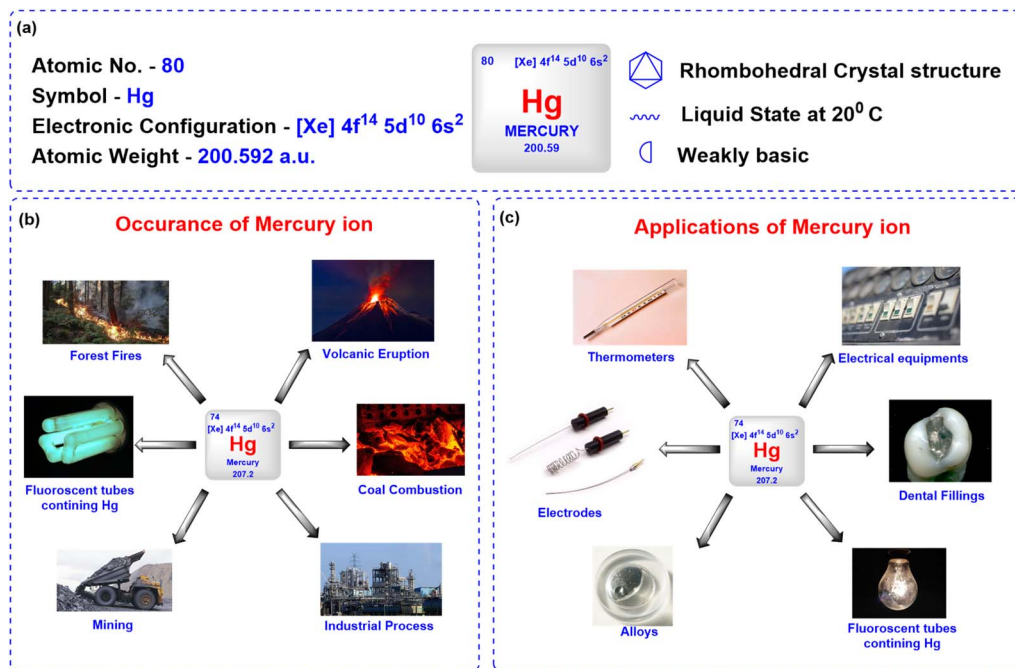 (a)
Atomic No. - 80
Symbol - Hg
Electronic Configuration - [Xe] 4f¹⁴ 5d¹⁰ 6s²
Atomic Weight - 200.592 a.u.
80 [Xe] 4f¹⁴ 5d¹⁰ 6s²
Hg
MERCURY
200.59
Rhombohedral Crystal structure
Liquid State at 20⁰ C
Weakly basic
(b)
Occurance of Mercury ion
Forest Fires
Volcanic Eruption
Fluoroscent tubes
contining Hg
74
[Xe] 4f¹⁴ 5d¹⁰ 6s²
Hg
Mercury
207.2
Coal Combustion
Mining
Industrial Process
(c)
Applications of Mercury ion
Thermometers
Electrical equipments
Electrodes
74
[Xe] 4f¹⁴ 5d¹⁰ 6s²
Hg
Mercury
207.2
Dental Fillings
Alloys
Fluoroscent tubes
contining Hg